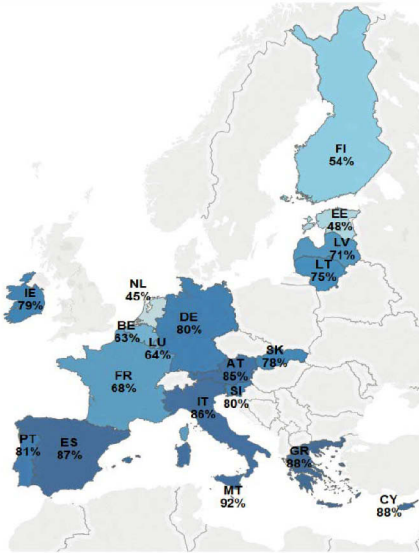 FI
54%
EE
48%
LV
71%
LT
75%
IE
79%
NL
45%
DE
80%
BE
63%
LU
64%
SK
78%
AT
85%
FR
68%
SI
80%
IT
86%
PT
81%
ES
87%
GR
88%
MT
92%
CY
88%